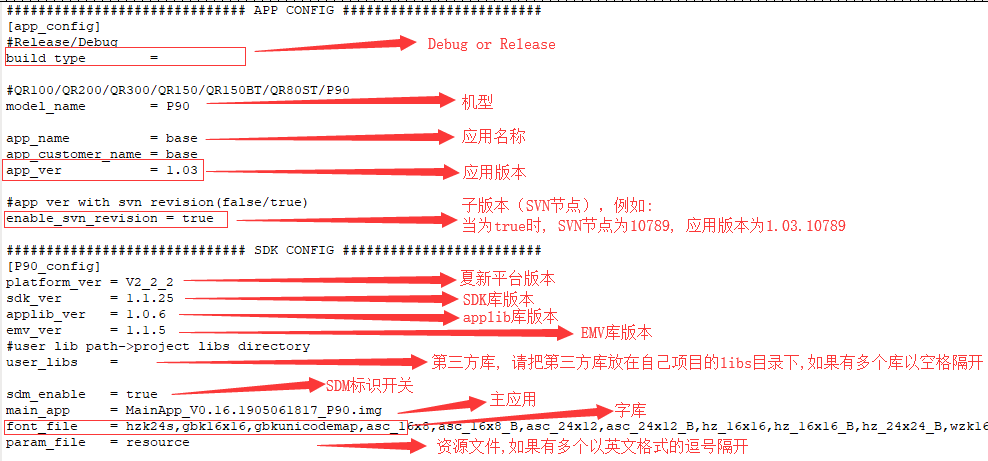 ############################## APP CONFIG #########################
[app_config]
#Release/Debug
build type        = Debug or Release
#QR100/QR200/QR300/QR150/QR150BT/QR80ST/P90
model_name        = P90 机型
app_name          = base 应用名称
app_customer_name = base
app_ver           = 1.03 应用版本
#app ver with svn revision(false/true) 子版本（SVN节点），例如:
enable_svn_revision = true 当为true时, SVN节点为10789, 应用版本为1.03.10789
############################## SDK CONFIG #########################
[P90_config]
platform_ver = V2_2_2 夏新平台版本
sdk_ver      = 1.1.25 SDK库版本
applib_ver   = 1.0.6 applib库版本
emv_ver      = 1.1.5 EMV库版本
#user lib path->project libs directory
user_libs    = 第三方库, 请把第三方库放在自己项目的libs目录下,如果有多个库以空格隔开
sdm_enable   = true SDM标识开关
main_app     = MainApp_V0.16.1905061817_P90.img 主应用
font_file    = hzk24s,gbk16x16,gbkunicodemap,asc_16x8,asc_16x8_B,asc_24x12,asc_24x12_B,hz_16x16,hz_16x16_B,hz_24x24_B,wzk16 字库
param_file   = resource 资源文件,如果有多个以英文格式的逗号隔开